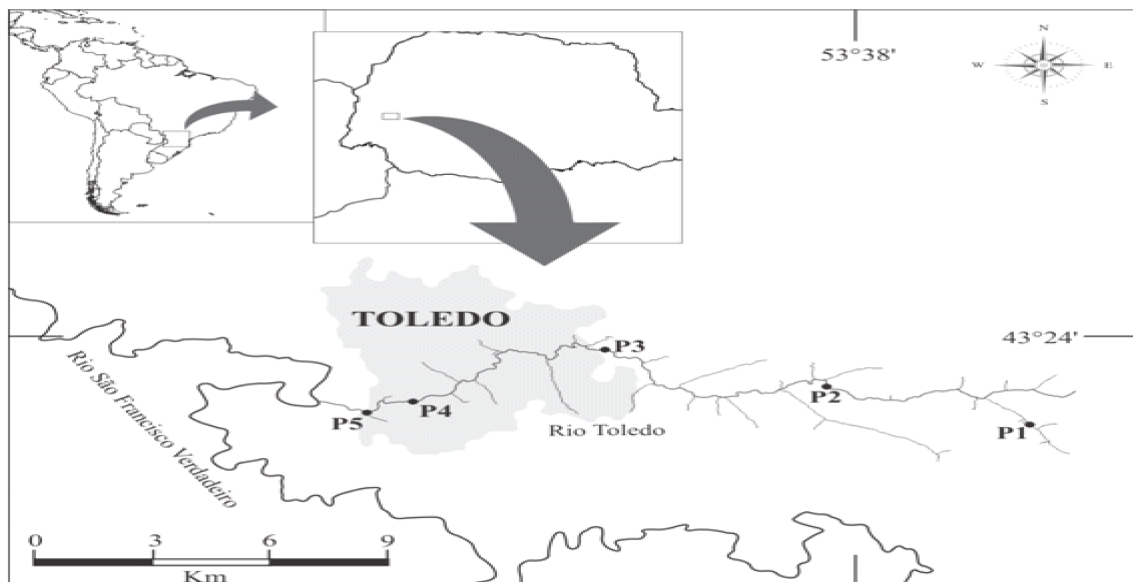 53°38'
N
W
E
S
TOLEDO
43°24'
P3
P2
P4
P5
P1
Rio Toledo
Rio São Francisco Verdadeiro
0
3
6
9
Km